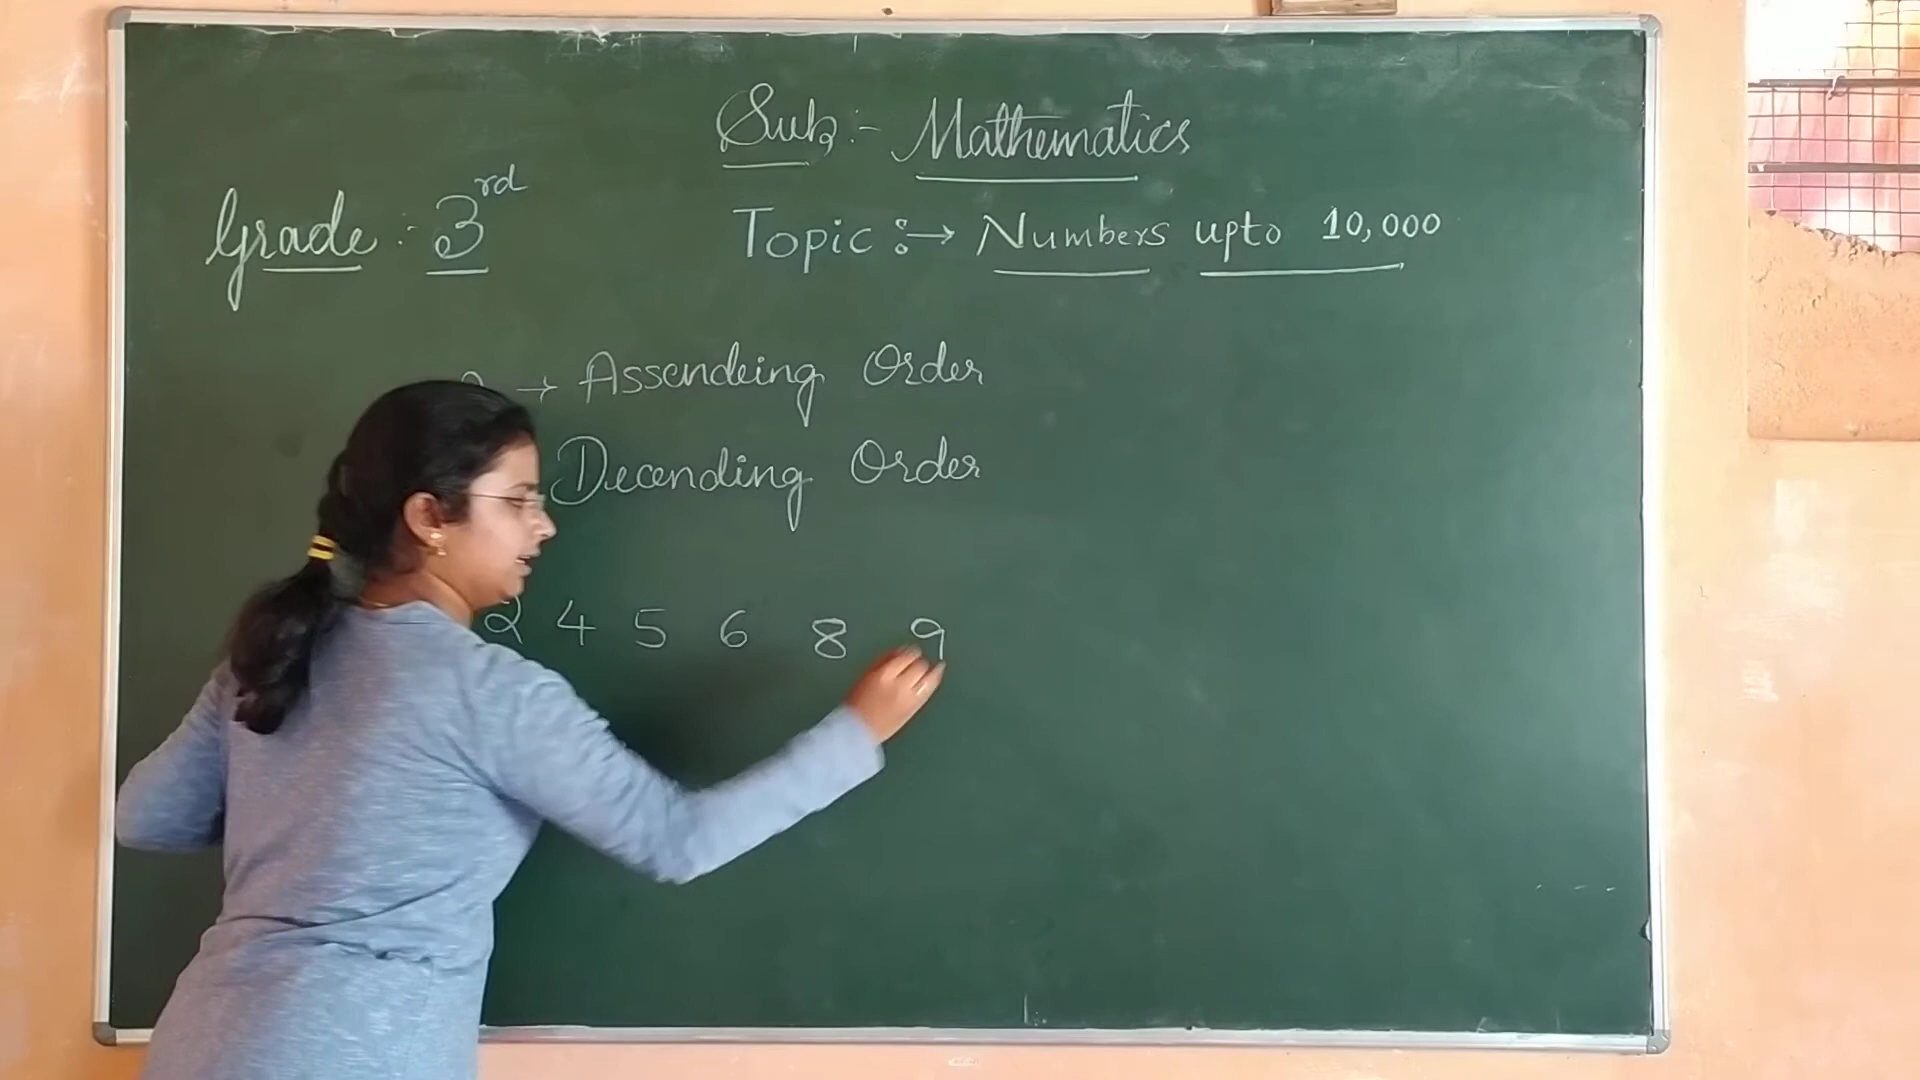 Sub :- Mathematics
Grade :- 3rd
Topic :→ Numbers upto 10,000
→ Assendeing Order
Decending Order
2 4 5 6 8 9